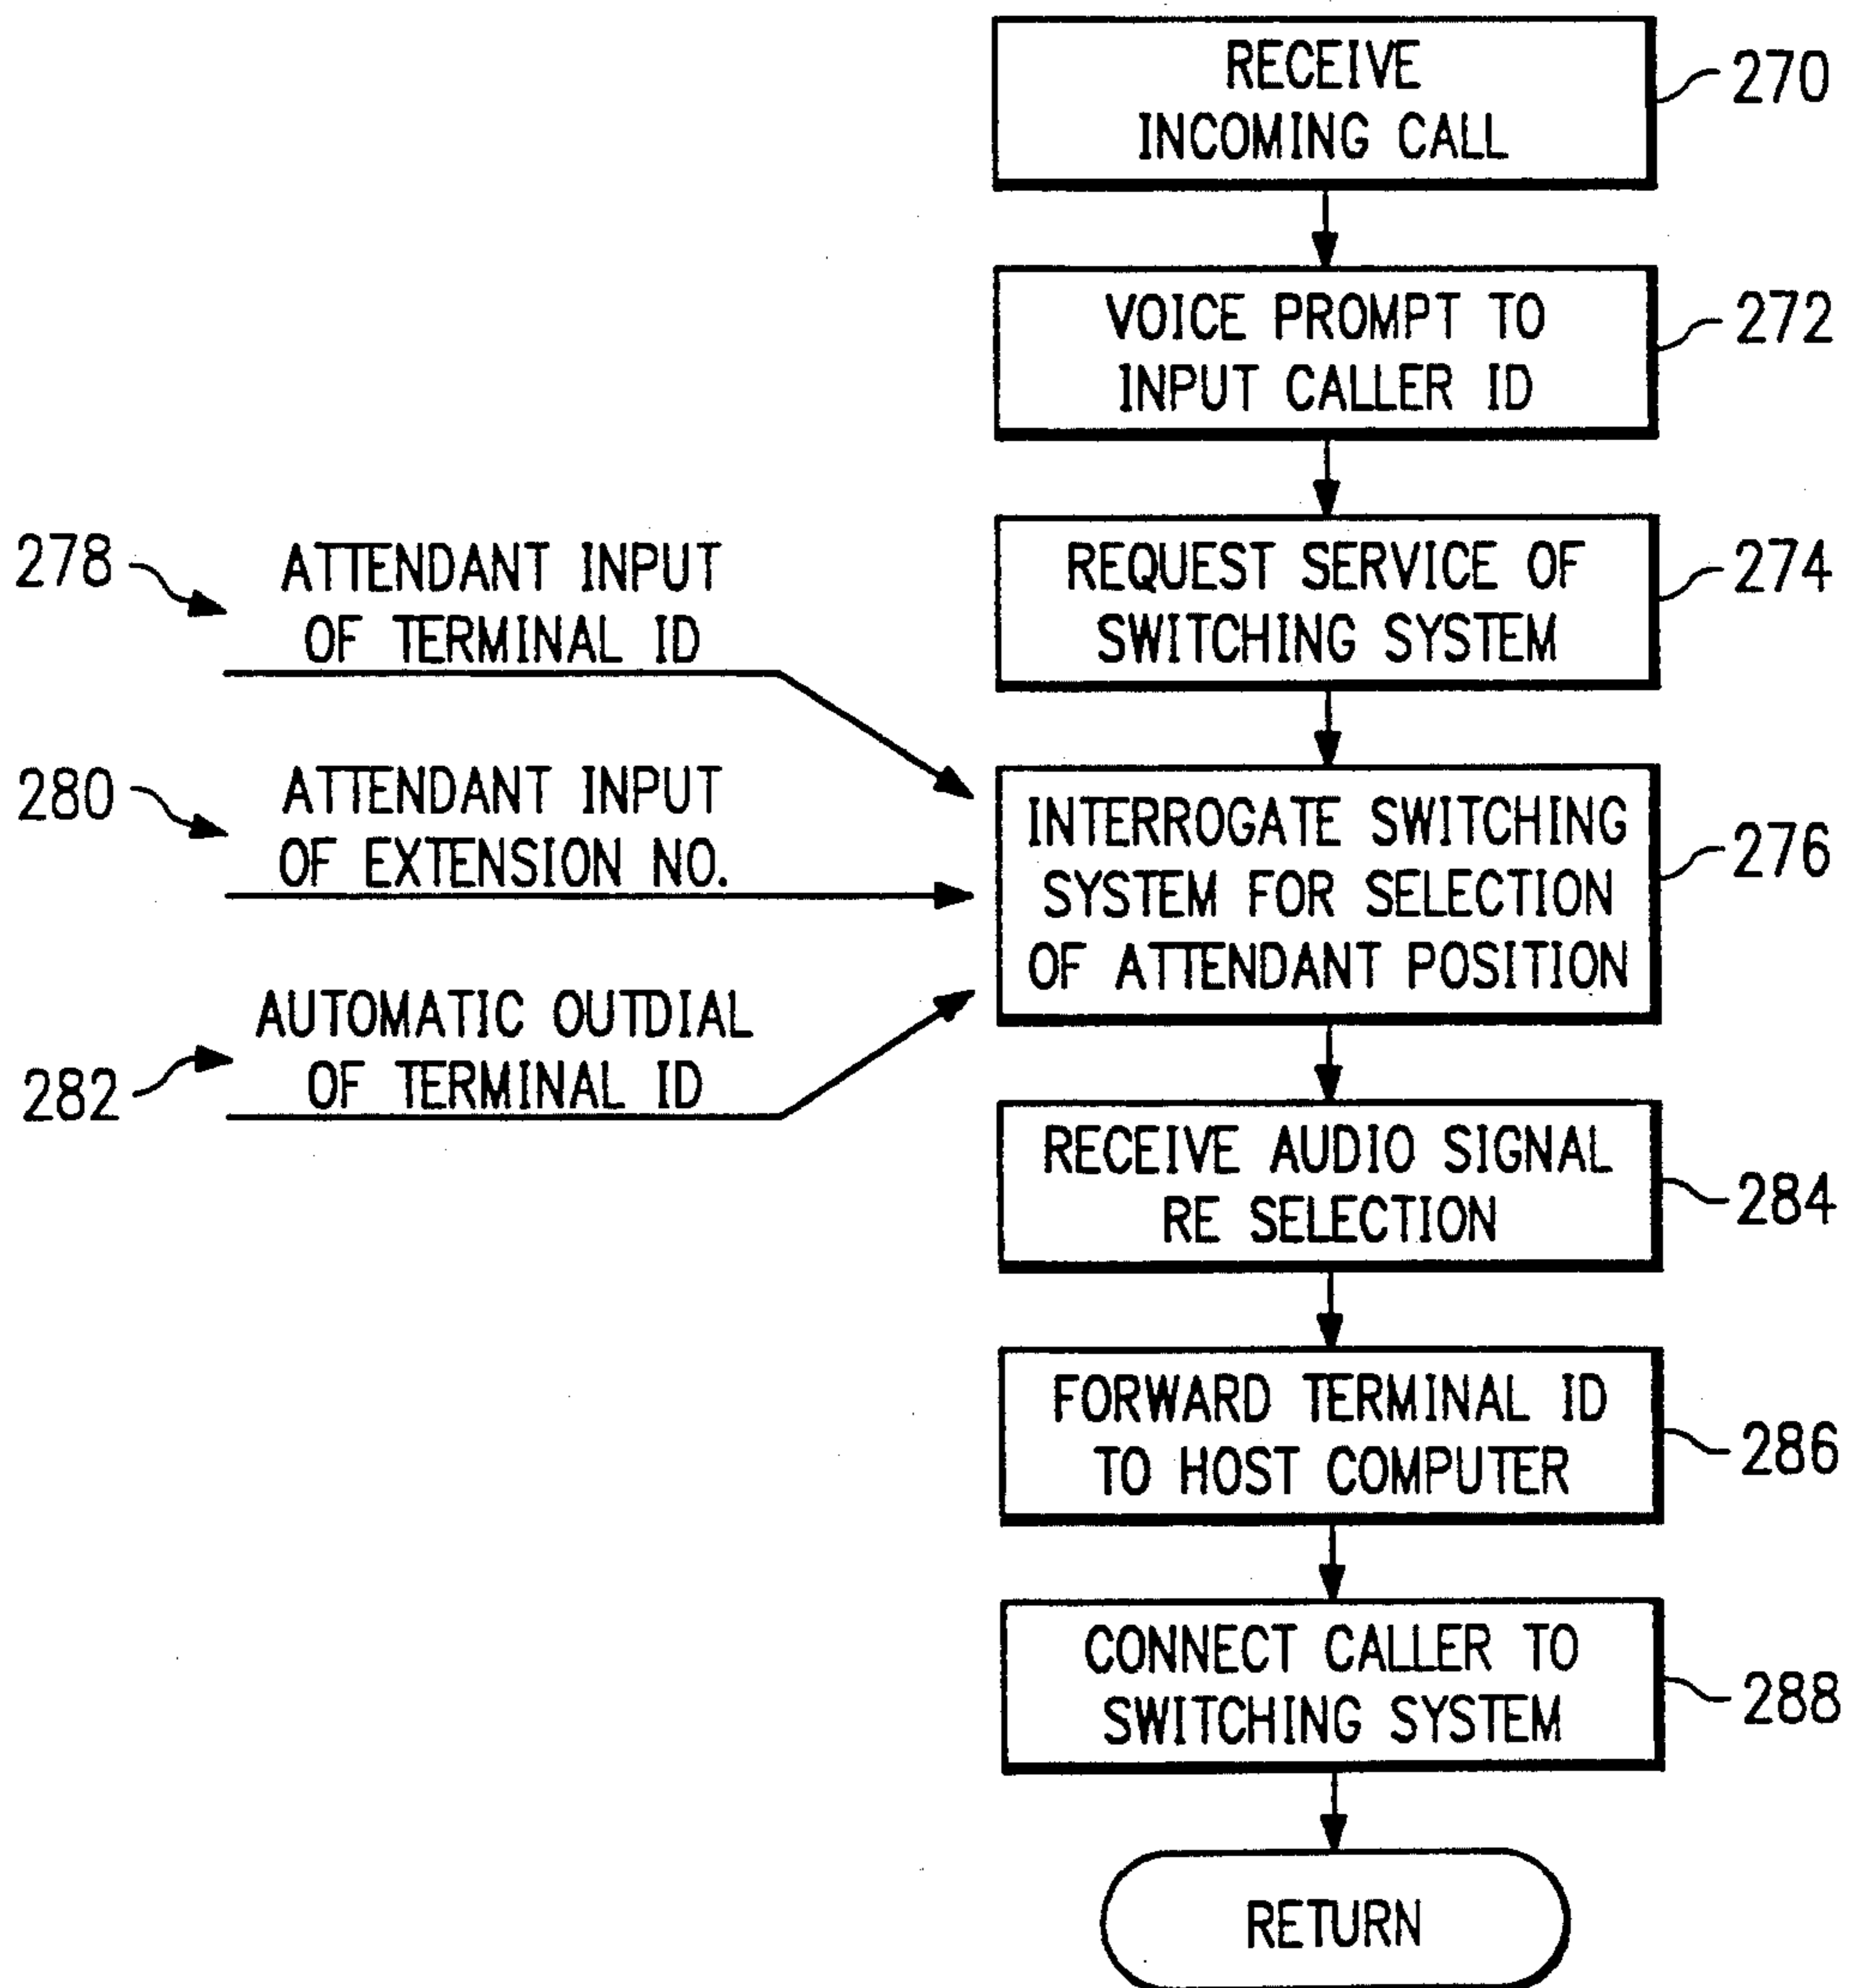 RECEIVE
INCOMING CALL
270
VOICE PROMPT TO
INPUT CALLER ID
272
REQUEST SERVICE OF
SWITCHING SYSTEM
274
278
ATTENDANT INPUT
OF TERMINAL ID
280
ATTENDANT INPUT
OF EXTENSION NO.
282
AUTOMATIC OUTDIAL
OF TERMINAL ID
INTERROGATE SWITCHING
SYSTEM FOR SELECTION
OF ATTENDANT POSITION
276
RECEIVE AUDIO SIGNAL
RE SELECTION
284
FORWARD TERMINAL ID
TO HOST COMPUTER
286
CONNECT CALLER TO
SWITCHING SYSTEM
288
RETURN